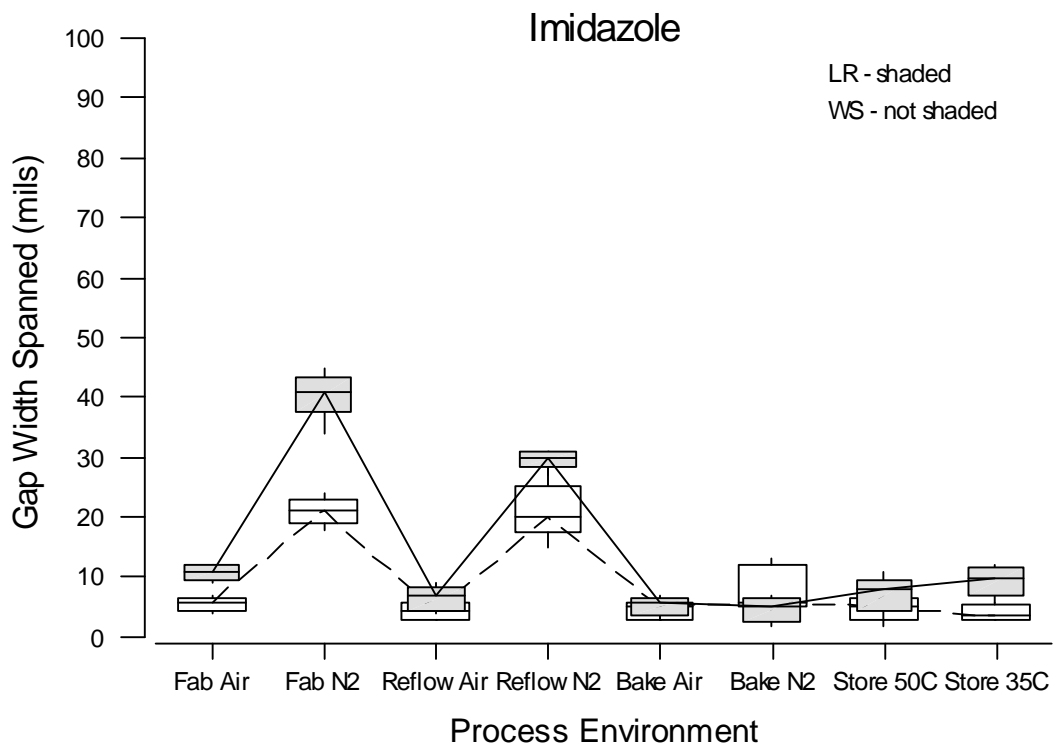 Imidazole
LR - shaded
WS - not shaded
Gap Width Spanned (mils)
100
90
80
70
60
50
40
30
20
10
0
Fab Air Fab N2 Reflow Air Reflow N2 Bake Air Bake N2 Store 50C Store 35C
Process Environment